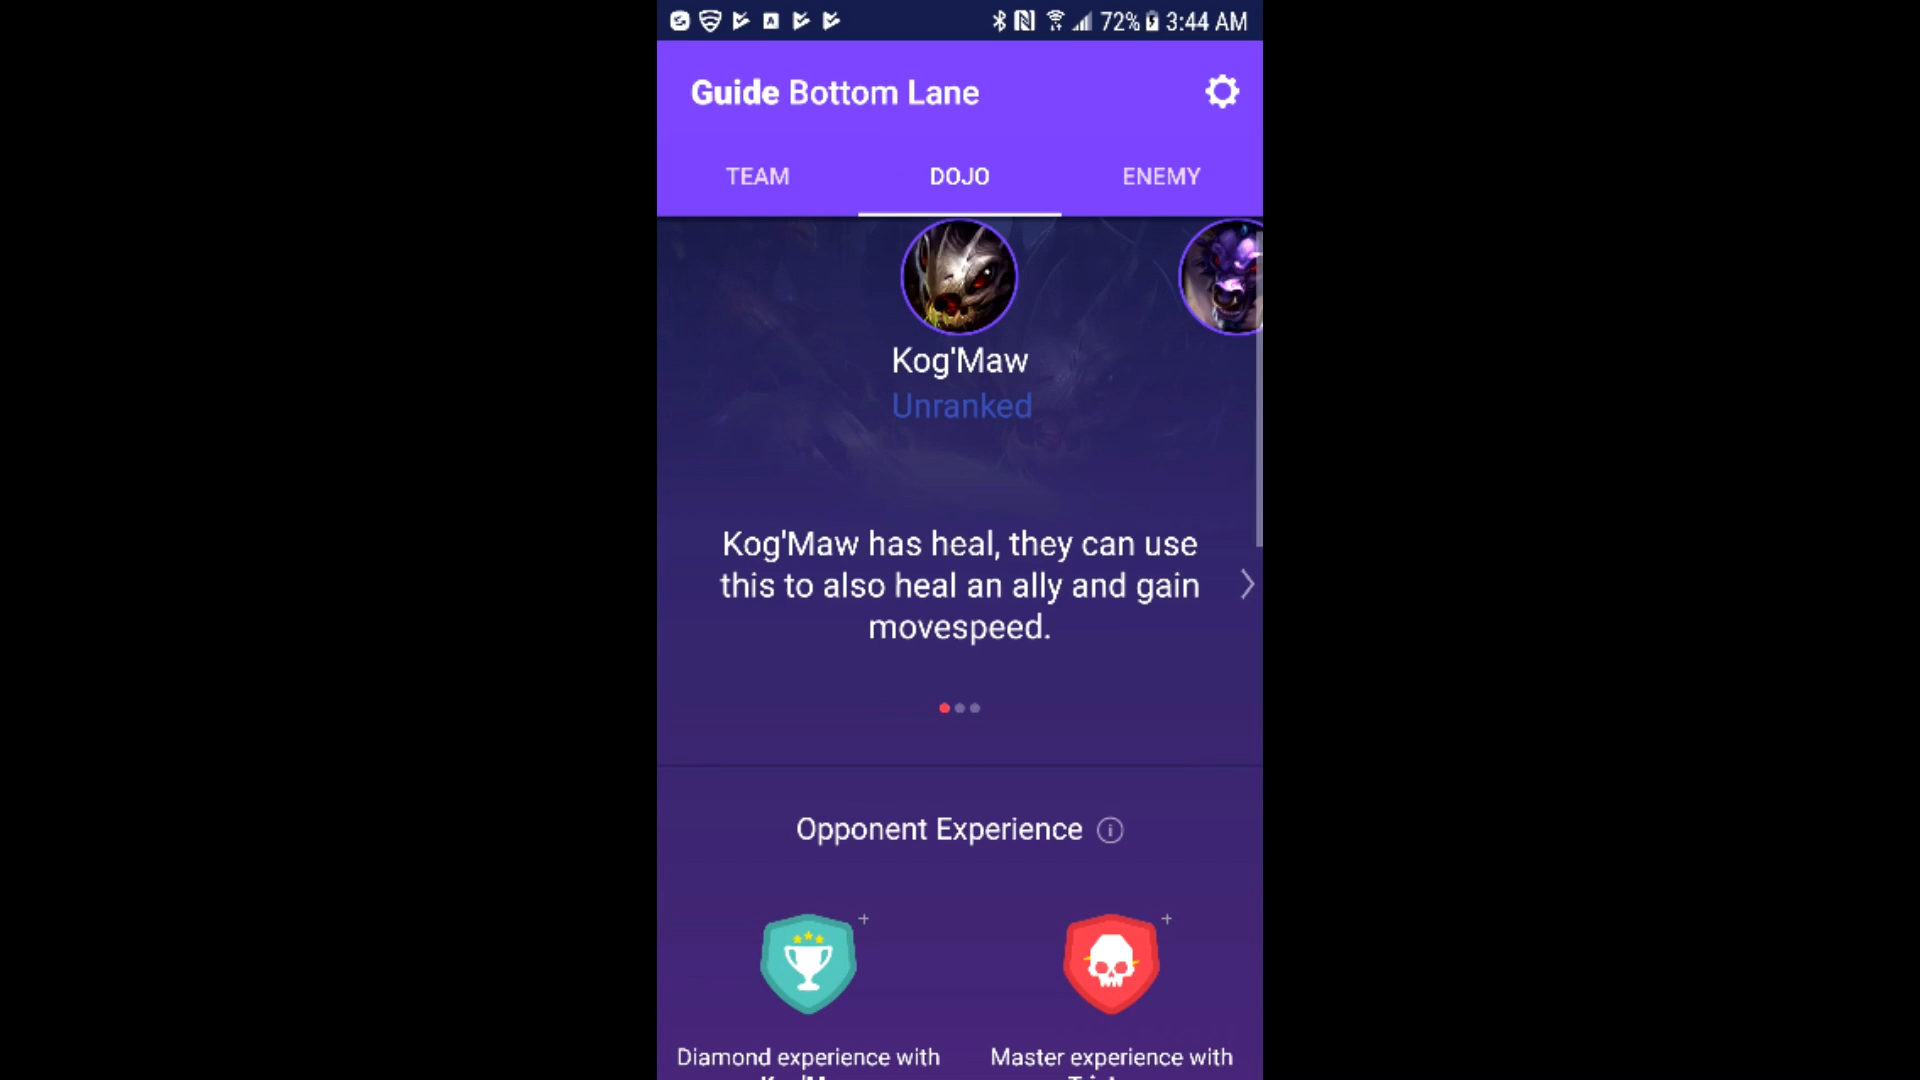 72% 3:44 AM
Guide Bottom Lane
TEAM DOJO ENEMY
Kog'Maw
Unranked
Kog'Maw has heal, they can use
this to also heal an ally and gain
movespeed.
Opponent Experience
Diamond experience with
Master experience with